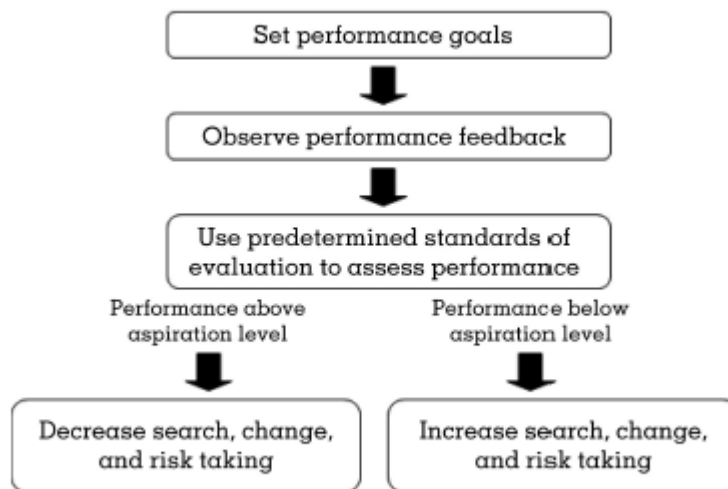 Set performance goals
Observe performance feedback
Use predetermined standards of
evaluation to assess performance
Performance above
aspiration level
Performance below
aspiration level
Decrease search, change,
and risk taking
Increase search, change,
and risk taking